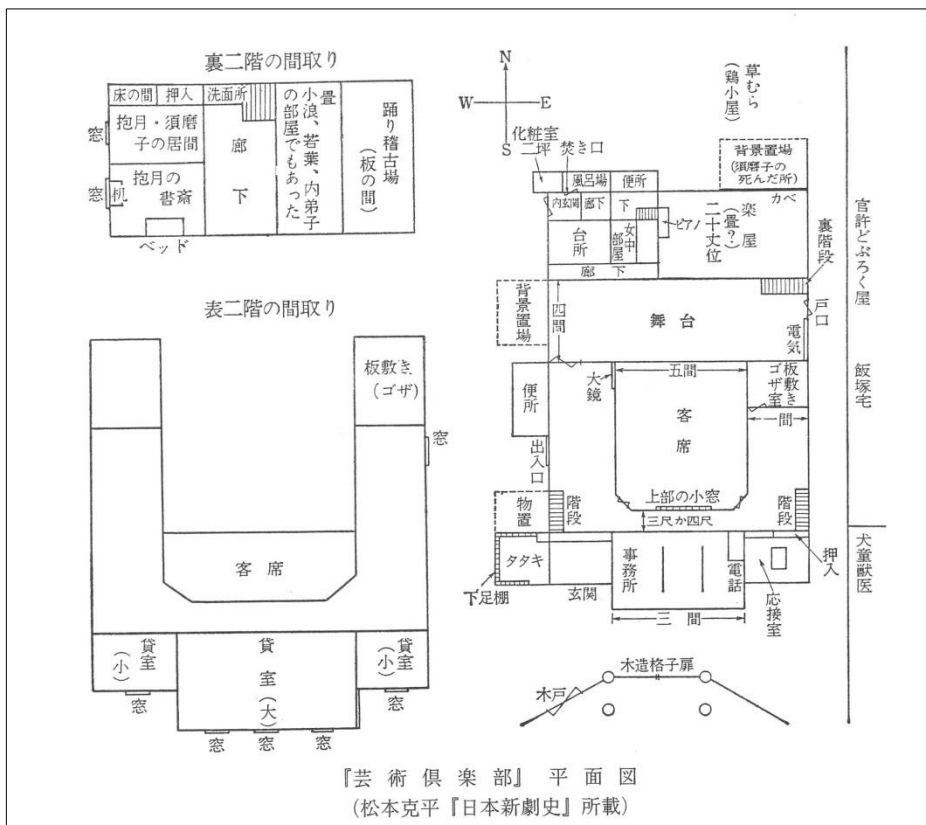 裏二階の間取り
床の間
押入
洗面所
窓
抱月・須磨子の居間
窓
抱月の書斎
机
ベッド
廊下
畳
小浪、若葉、内弟子の部屋でもあった
踊り稽古場
(板の間)
表二階の間取り
板敷き
(ゴザ)
窓
客席
貸室(小)
貸室(大)
貸室(小)
窓
窓
窓
窓
窓
N
W
E
S
草むら
(鶏小屋)
化粧室
二坪
焚き口
背景置場
(須磨子の死んだ所)
風呂場
便所
内玄関
廊下
下
カベ
台所
女中部屋
ピアノ
楽屋
(畳?)
二十丈位
裏階段
官許どぶろく屋
廊下
背景置場
四間
舞台
戸口
電気
五間
大鏡
板敷き
ゴザ室
飯塚宅
便所
客席
一間
出入口
上部の小窓
物置
階段
三尺か四尺
階段
タタキ
事務所
電話
押入
犬童獣医
下足棚
玄関
三間
応接室
木造格子扉
木戸
『芸術倶楽部』平面図
(松本克平『日本新劇史』所載)